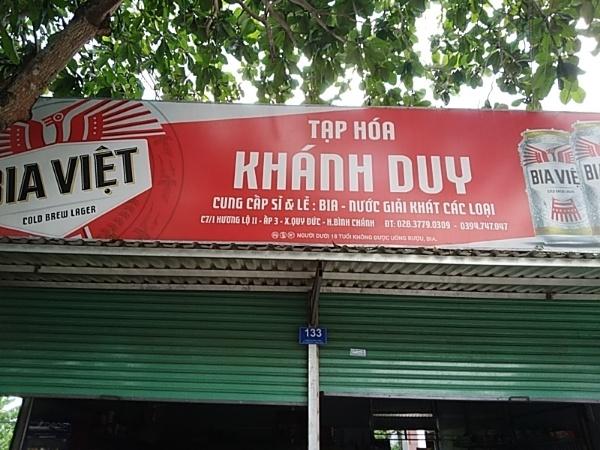 TẠP HÓA
KHÁNH DUY
CUNG CẤP SỈ & LẺ : BIA - NƯỚC GIẢI KHÁT CÁC LOẠI
C7/1 HƯƠNG LỘ 11 - ẤP 3 - X.QUY ĐỨC - H.BÌNH CHÁNH ĐT: 028.3779.0309 - 0394.747.047
NGƯỜI DƯỚI 18 TUỔI KHÔNG ĐƯỢC UỐNG RƯỢU, BIA.
BIA VIỆT
COLD BREW LAGER
BIA VIỆT
133